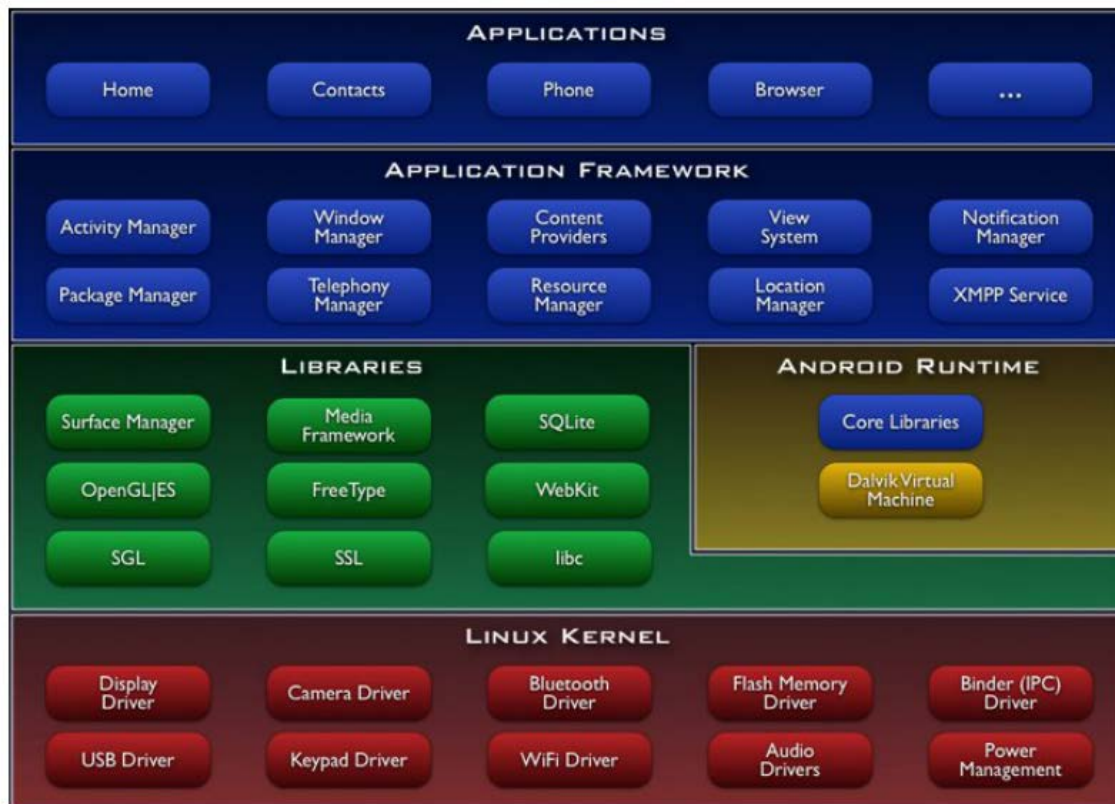 APPLICATIONS
Home
Contacts
Phone
Browser
...
APPLICATION FRAMEWORK
Activity Manager
Window
Manager
Content
Providers
View
System
Notification
Manager
Package Manager
Telephony
Manager
Resource
Manager
Location
Manager
XMPP Service
LIBRARIES
Surface Manager
Media
Framework
SQLite
OpenGL|ES
FreeType
WebKit
SGL
SSL
libc
ANDROID RUNTIME
Core Libraries
Dalvik Virtual
Machine
LINUX KERNEL
Display
Driver
Camera Driver
Bluetooth
Driver
Flash Memory
Driver
Binder (IPC)
Driver
USB Driver
Keypad Driver
WiFi Driver
Audio
Drivers
Power
Management